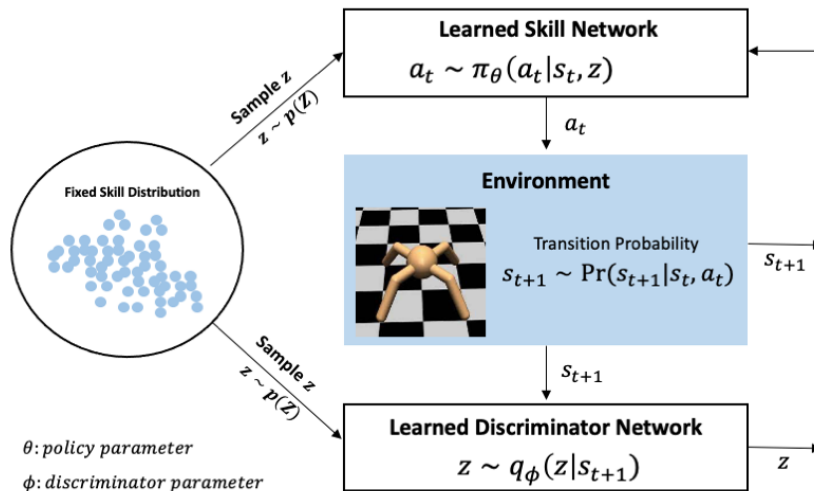 Learned Skill Network
a_t ~ π_θ(a_t|s_t, z)
Sample z
z ~ p(Z)
a_t
Fixed Skill Distribution
Environment
Transition Probability
s_{t+1} ~ Pr(s_{t+1}|s_t, a_t)
s_{t+1}
Sample z
z ~ p(Z)
s_{t+1}
Learned Discriminator Network
z ~ q_ϕ(z|s_{t+1})
z
θ: policy parameter
ϕ: discriminator parameter